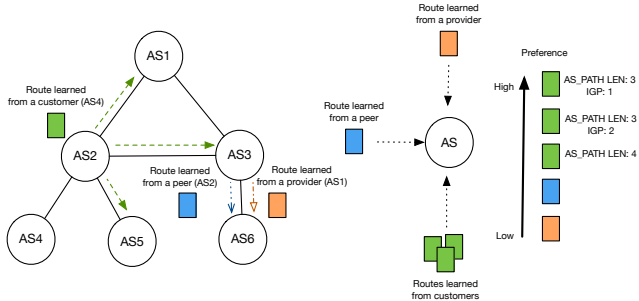 AS1
Route learned
from a customer (AS4)
AS2
AS3
Route learned
from a peer (AS2)
Route learned
from a provider (AS1)
AS4
AS5
AS6
Route learned
from a provider
Route learned
from a peer
AS
Routes learned
from customers
Preference
High
AS_PATH LEN: 3
IGP: 1
AS_PATH LEN: 3
IGP: 2
AS_PATH LEN: 4
Low